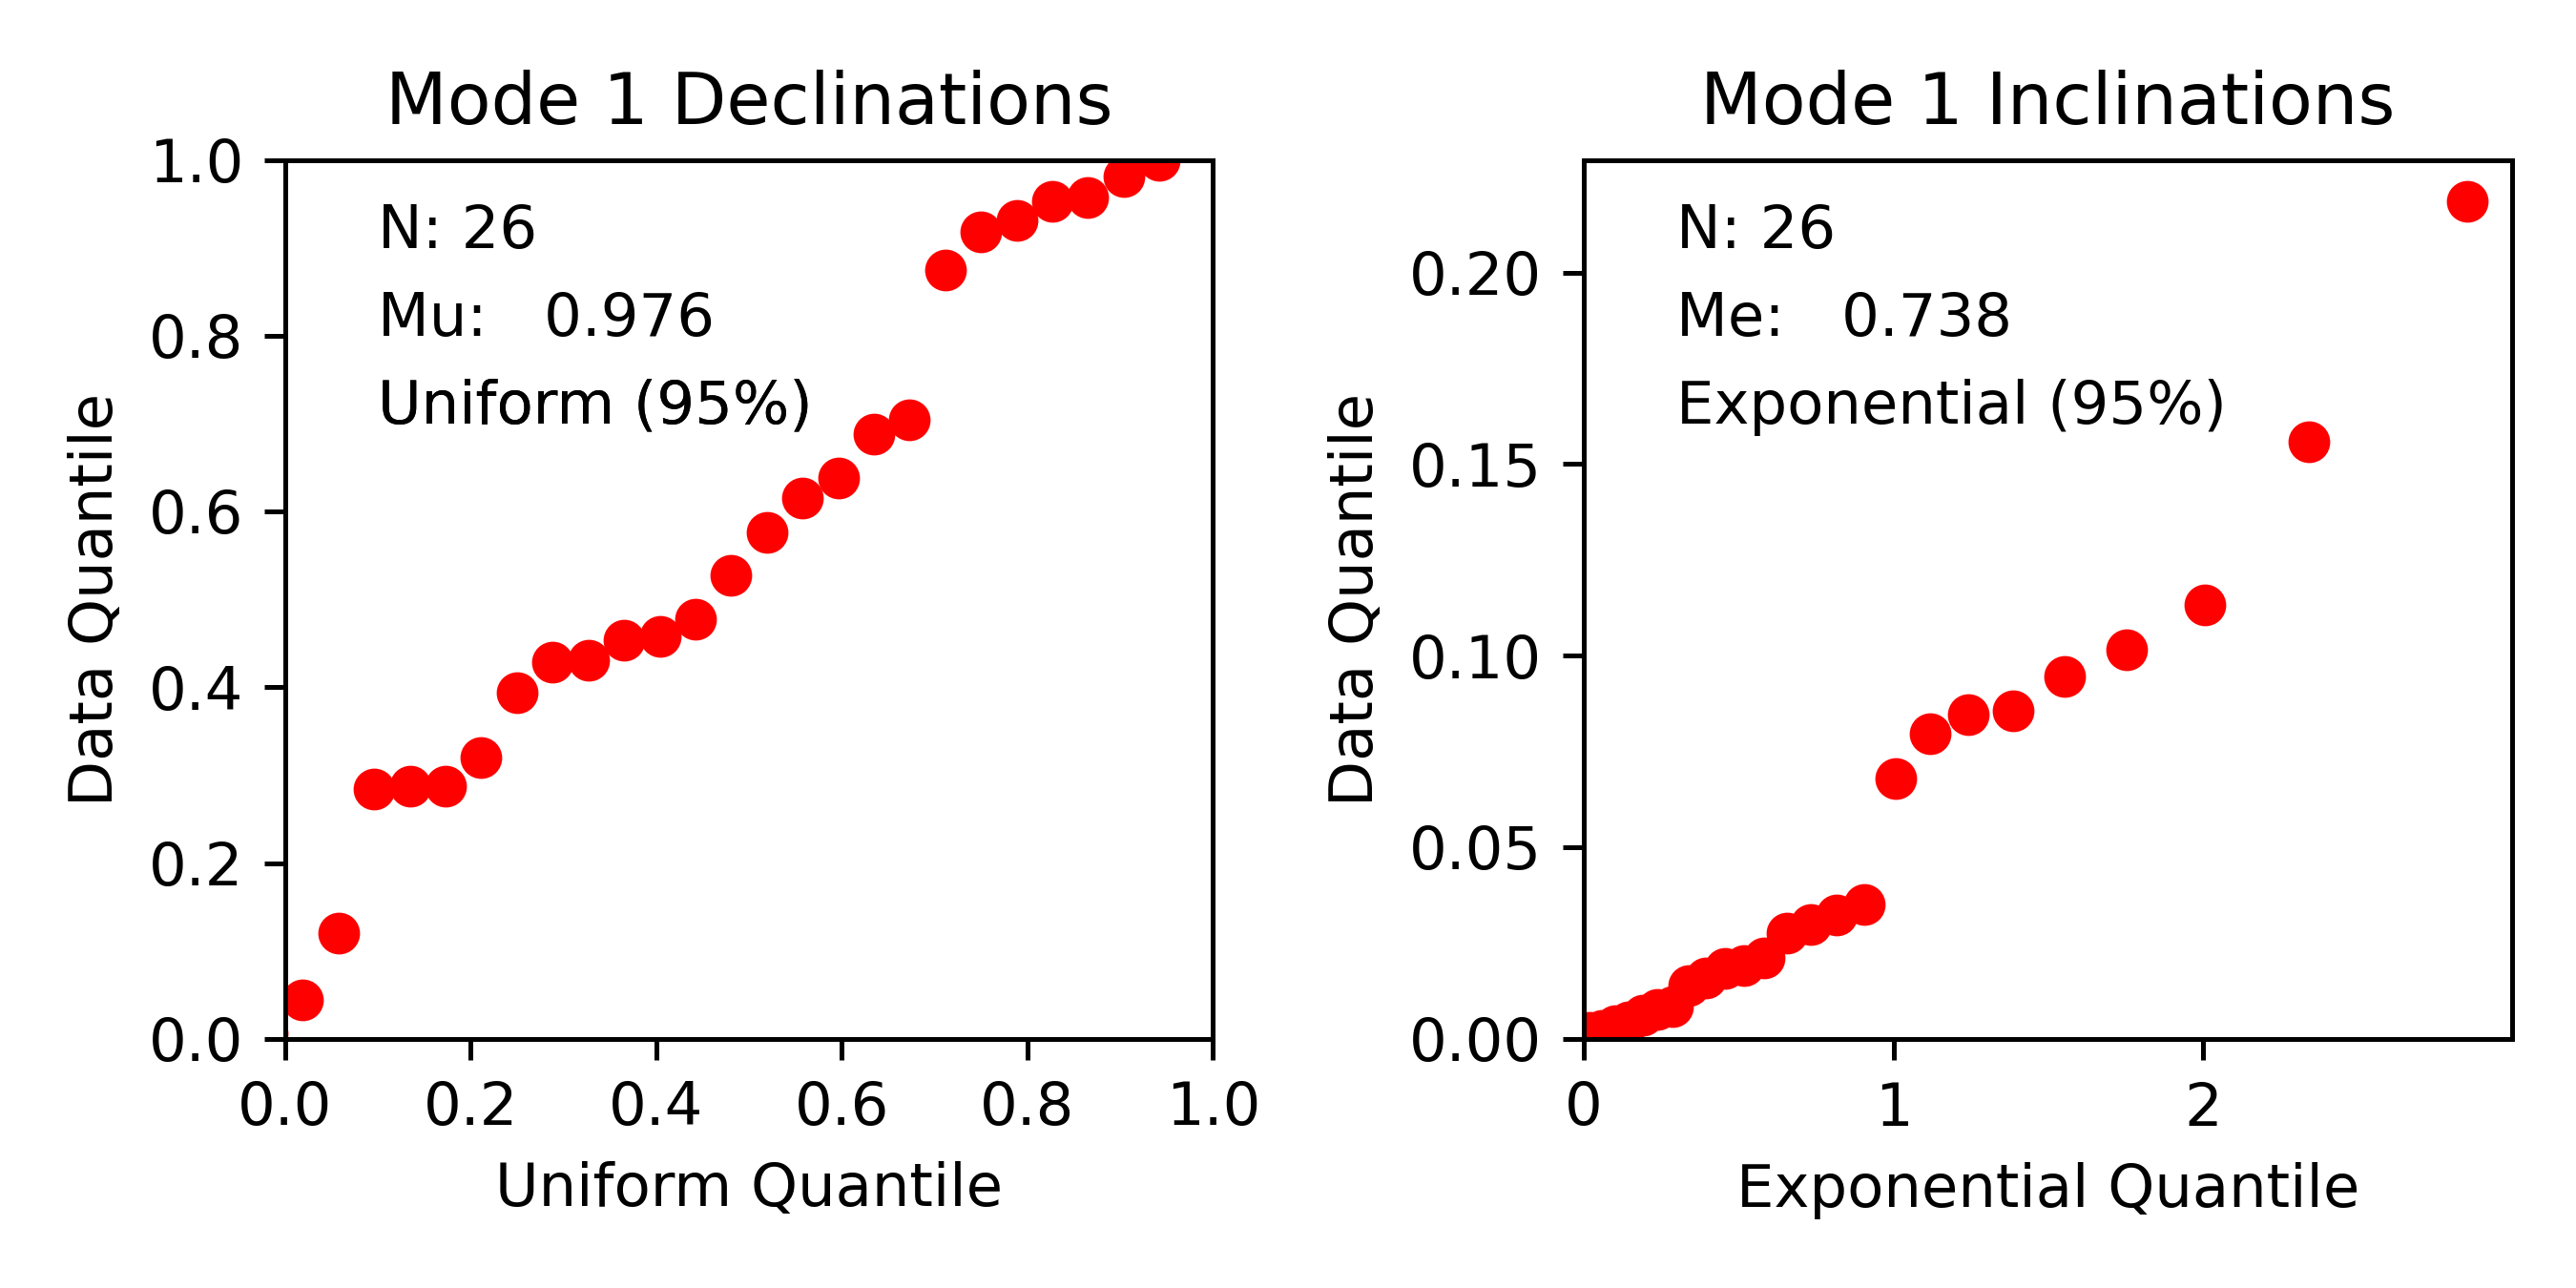 Mode 1 Declinations
1.0
0.8
0.6
0.4
0.2
0.0
Data Quantile
N: 26
Mu: 0.976
Uniform (95%)
0.0 0.2 0.4 0.6 0.8 1.0
Uniform Quantile
Mode 1 Inclinations
0.20
0.15
0.10
0.05
0.00
Data Quantile
N: 26
Me: 0.738
Exponential (95%)
0 1 2
Exponential Quantile